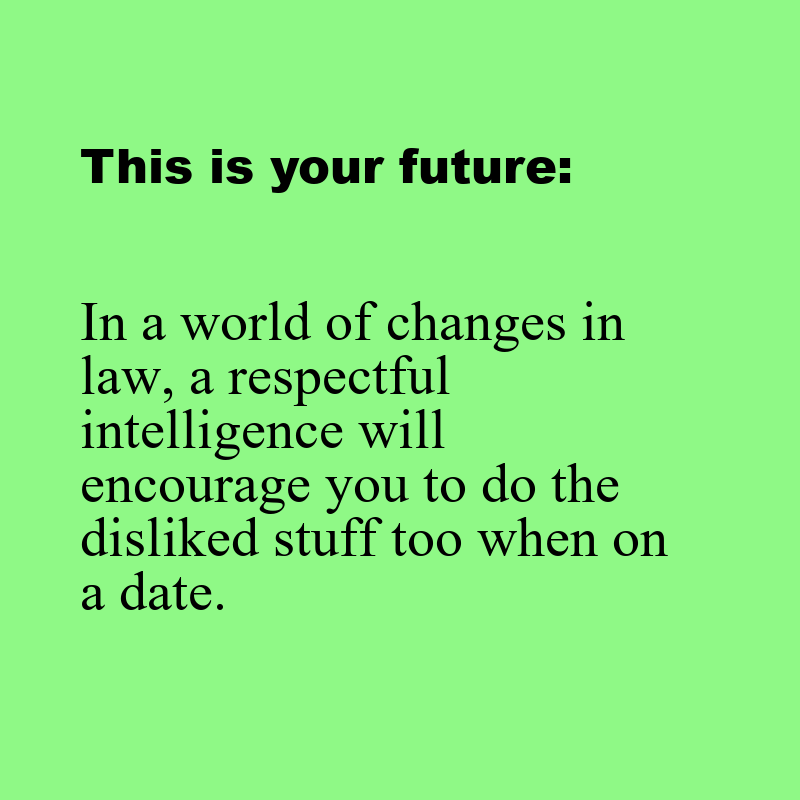 This is your future:
In a world of changes in
law, a respectful
intelligence will
encourage you to do the
disliked stuff too when on
a date.